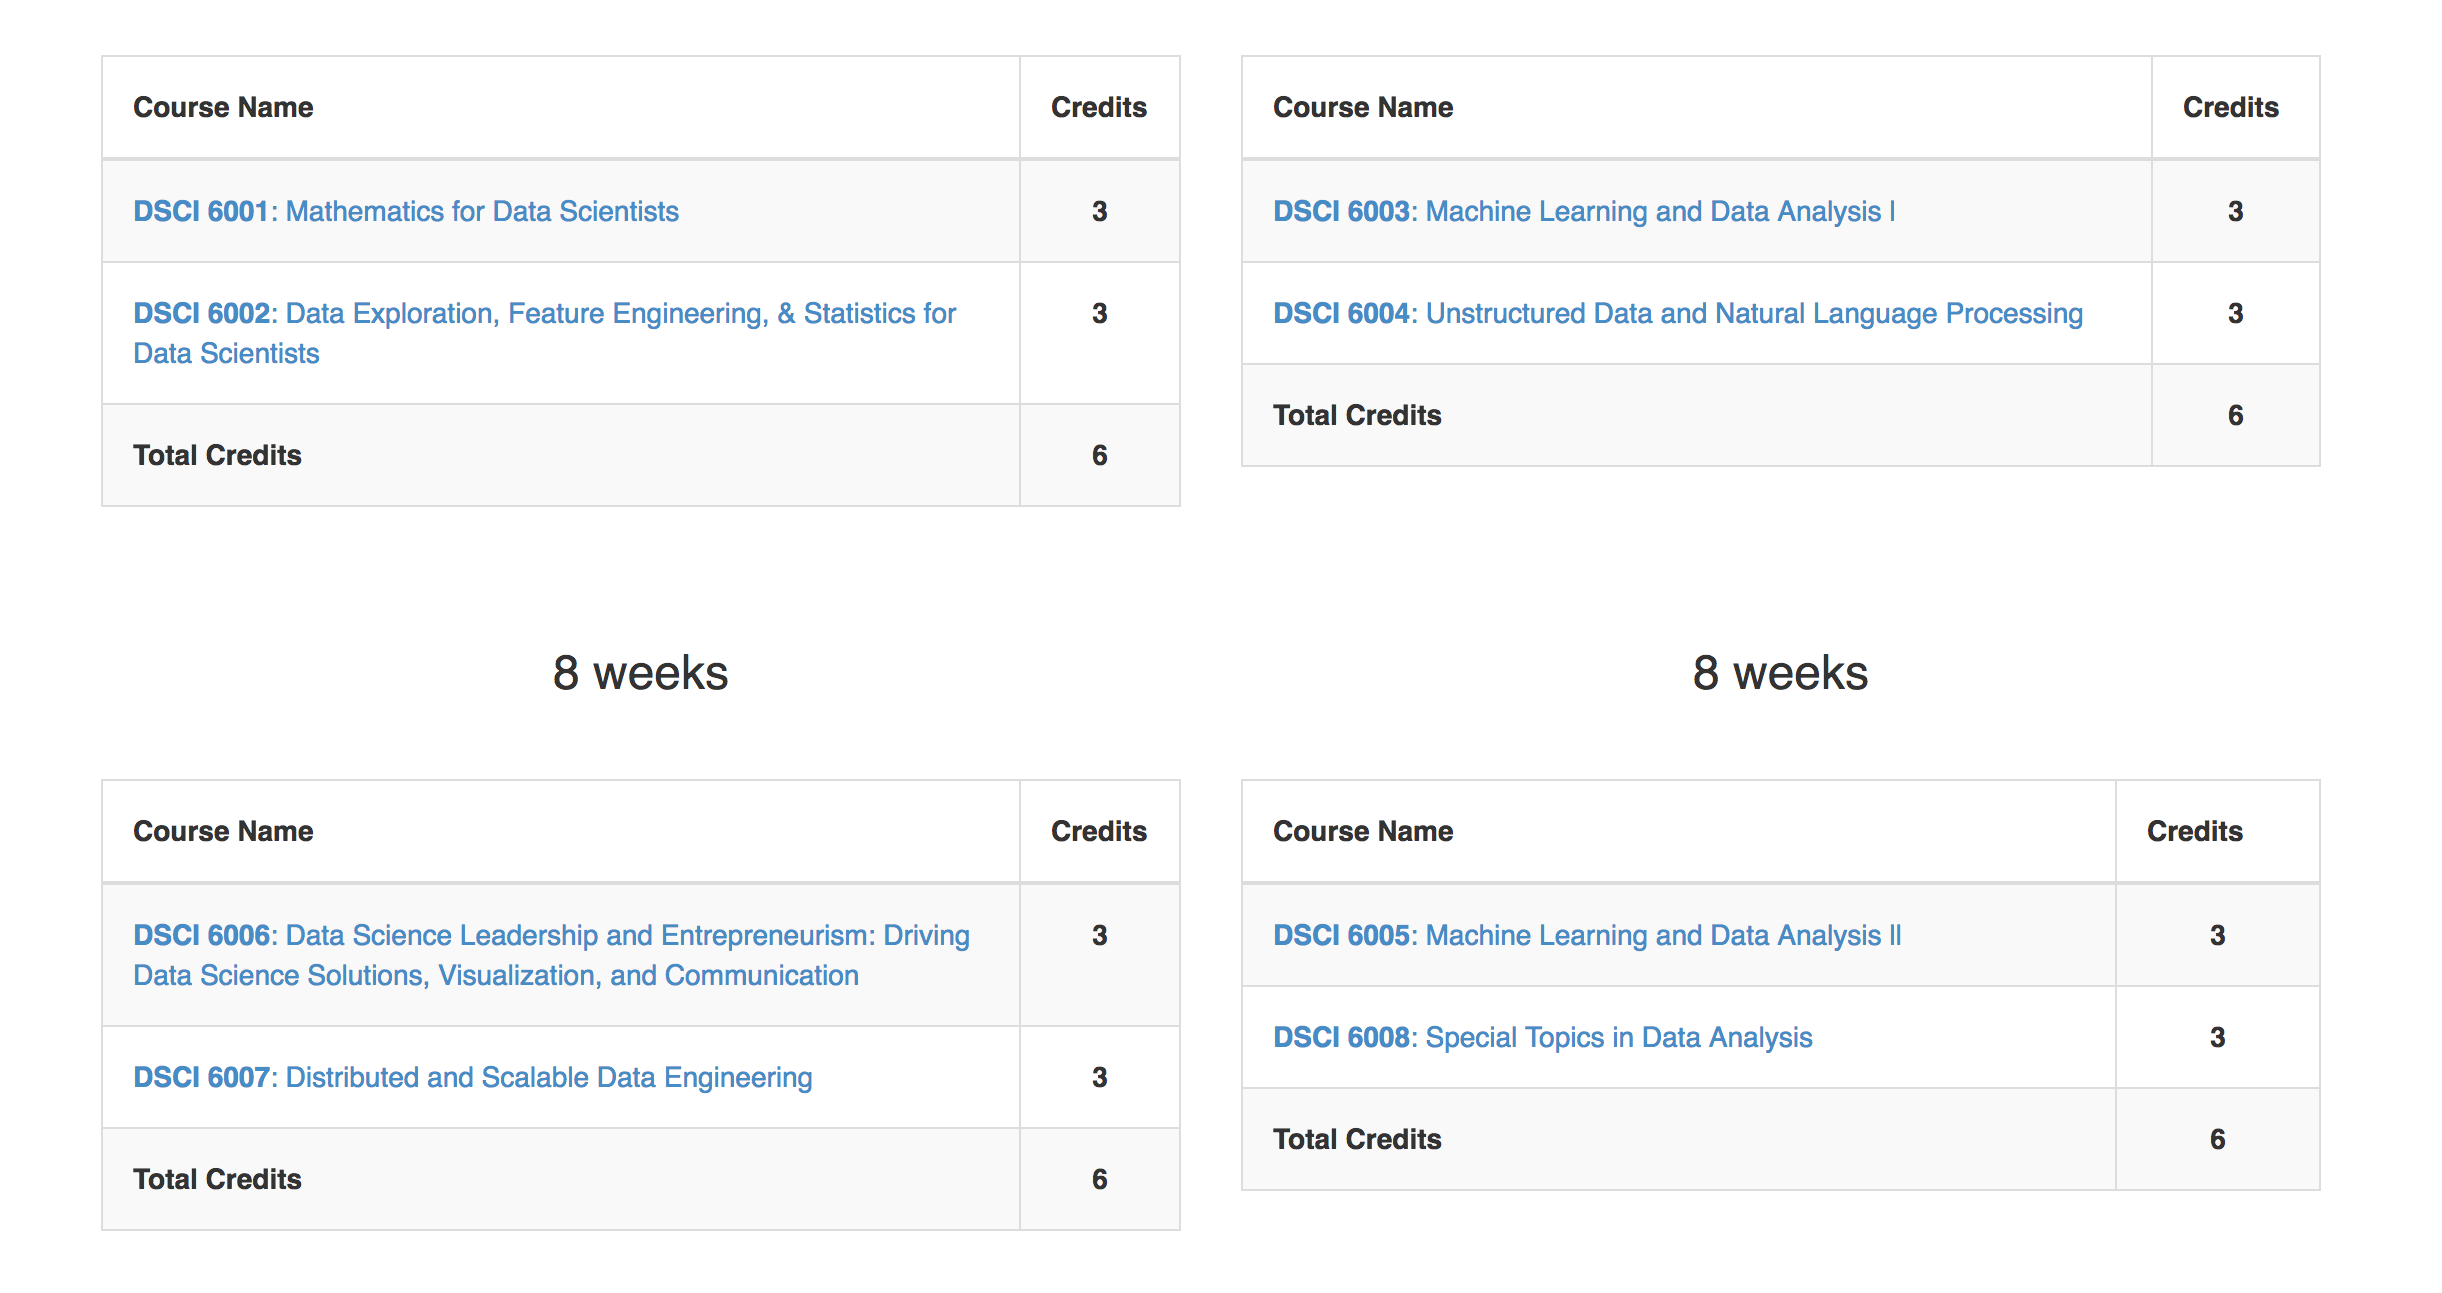 Course Name Credits
DSCI 6001: Mathematics for Data Scientists 3
DSCI 6002: Data Exploration, Feature Engineering, & Statistics for 3
Data Scientists
Total Credits 6
Course Name Credits
DSCI 6003: Machine Learning and Data Analysis I 3
DSCI 6004: Unstructured Data and Natural Language Processing 3
Total Credits 6
8 weeks
8 weeks
Course Name Credits
DSCI 6006: Data Science Leadership and Entrepreneurism: Driving 3
Data Science Solutions, Visualization, and Communication
DSCI 6007: Distributed and Scalable Data Engineering 3
Total Credits 6
Course Name Credits
DSCI 6005: Machine Learning and Data Analysis II 3
DSCI 6008: Special Topics in Data Analysis 3
Total Credits 6